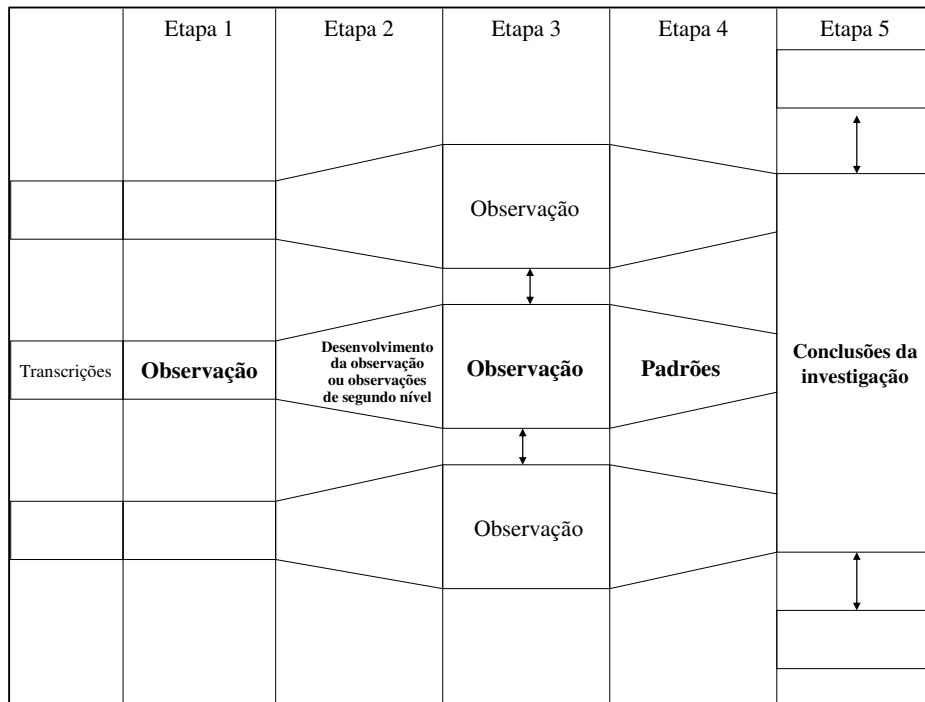 Etapa 1
Etapa 2
Etapa 3
Etapa 4
Etapa 5
Observação
Transcrições
Observação
Desenvolvimento
da observação
ou observações
de segundo nível
Observação
Padrões
Conclusões da
investigação
Observação